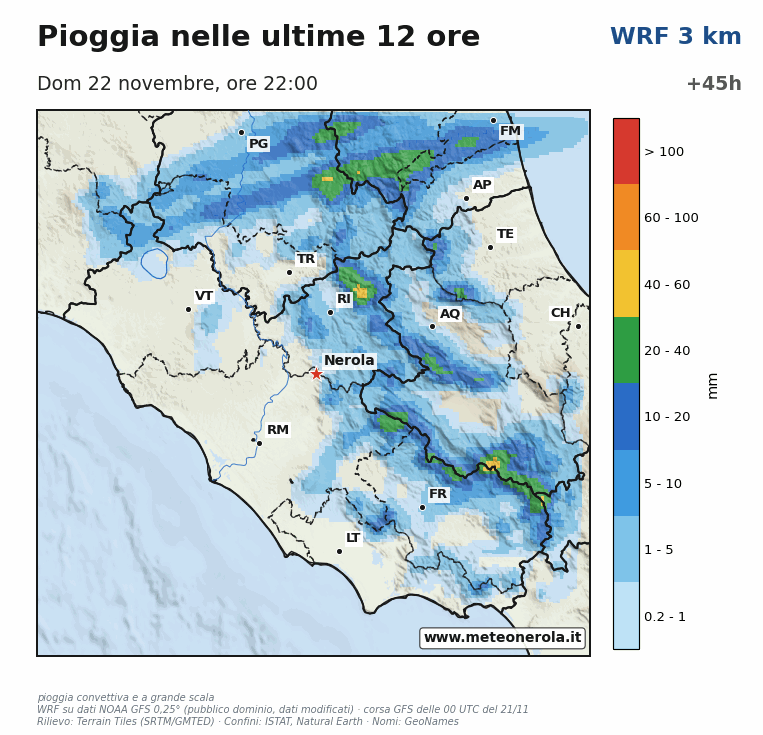 Pioggia nelle ultime 12 ore
WRF 3 km
Dom 22 novembre, ore 22:00
+45h
PG
FM
AP
TE
TR
VT
RI
AQ
CH
Nerola
RM
FR
LT
www.meteonerola.it
> 100
60 - 100
40 - 60
20 - 40
10 - 20
5 - 10
1 - 5
0.2 - 1
mm
pioggia convettiva e a grande scala
WRF su dati NOAA GFS 0,25° (pubblico dominio, dati modificati) · corsa GFS delle 00 UTC del 21/11
Rilievo: Terrain Tiles (SRTM/GMTED) · Confini: ISTAT, Natural Earth · Nomi: GeoNames